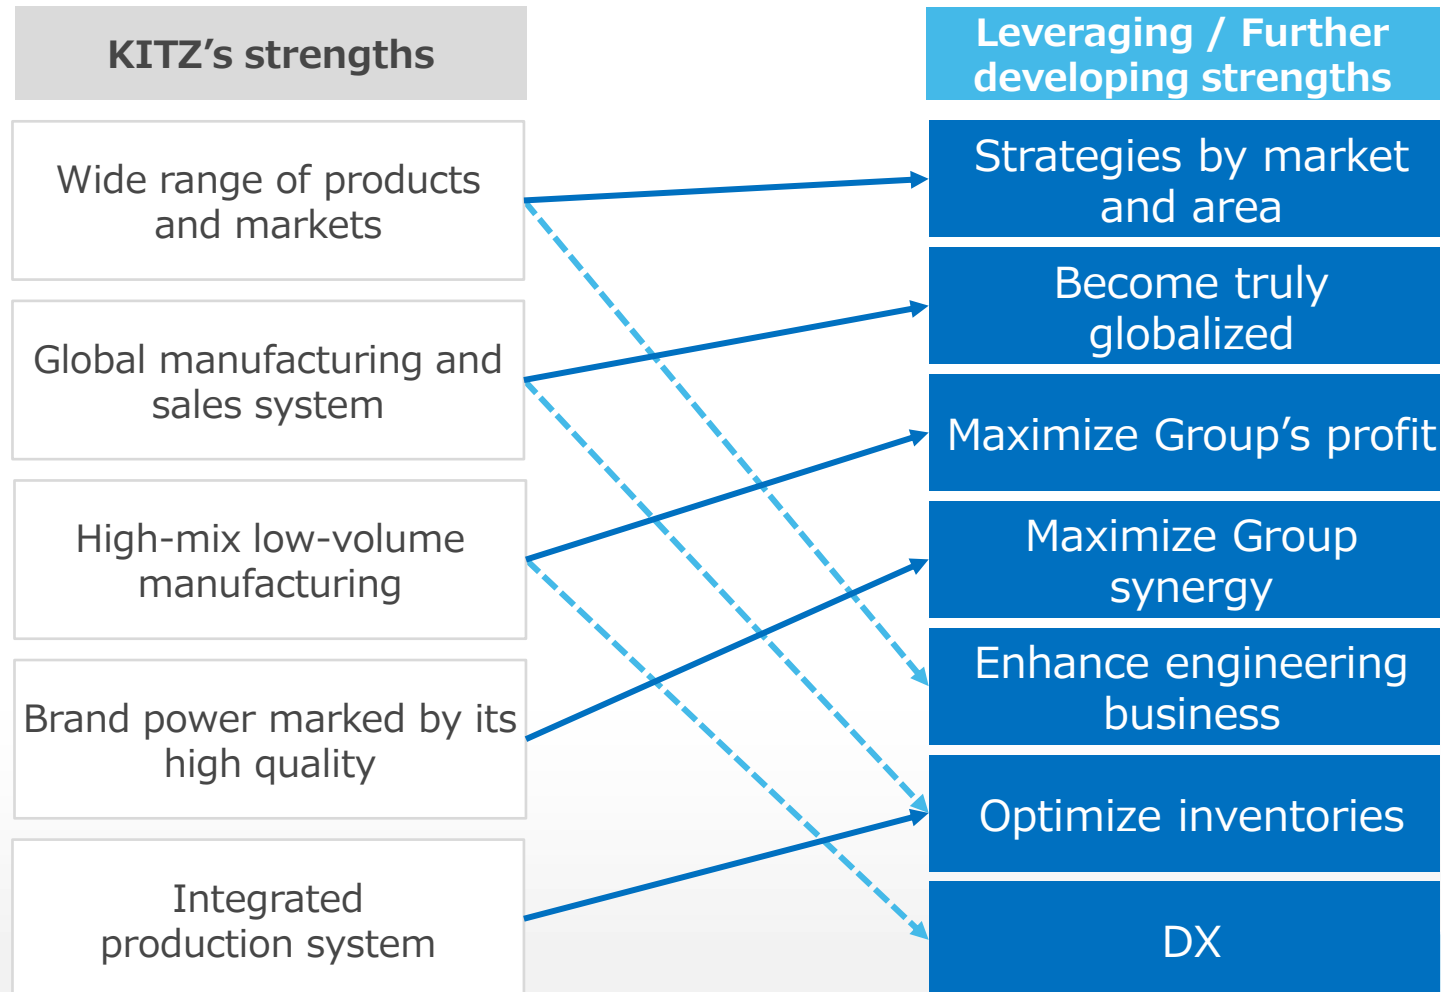 KITZ’s strengths
Wide range of products
and markets
Global manufacturing and
sales system
High-mix low-volume
manufacturing
Brand power marked by its
high quality
Integrated
production system
Leveraging / Further
developing strengths
Strategies by market
and area
Become truly
globalized
Maximize Group’s profit
Maximize Group
synergy
Enhance engineering
business
Optimize inventories
DX